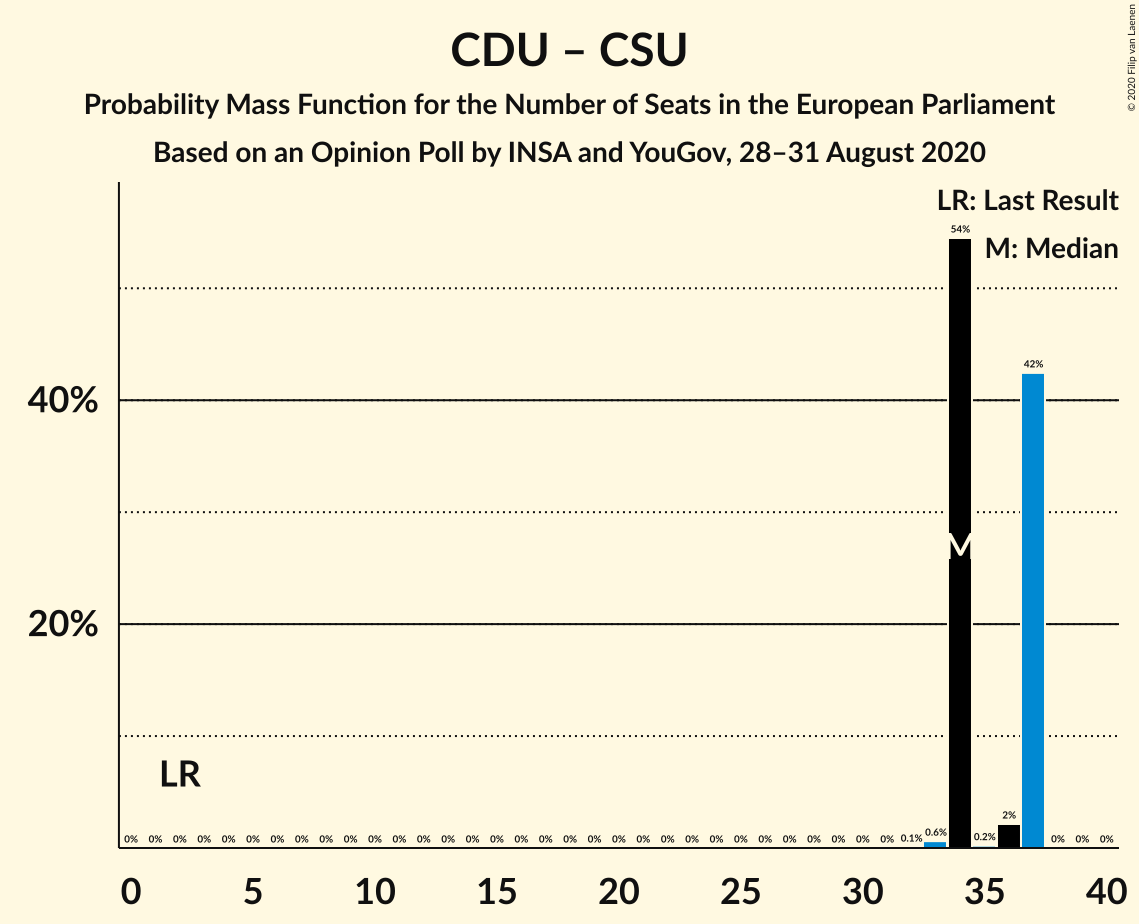 CDU – CSU
Probability Mass Function for the Number of Seats in the European Parliament
Based on an Opinion Poll by INSA and YouGov, 28–31 August 2020
© 2020 Filip van Laenen
LR: Last Result
M: Median
54%
42%
40%
M
20%
LR
0% 0% 0% 0% 0% 0% 0% 0% 0% 0% 0% 0% 0% 0% 0% 0% 0% 0% 0% 0% 0% 0% 0% 0% 0% 0% 0% 0% 0% 0% 0% 0% 0.1% 0.6% 0.2% 2% 0% 0% 0%
0 5 10 15 20 25 30 35 40